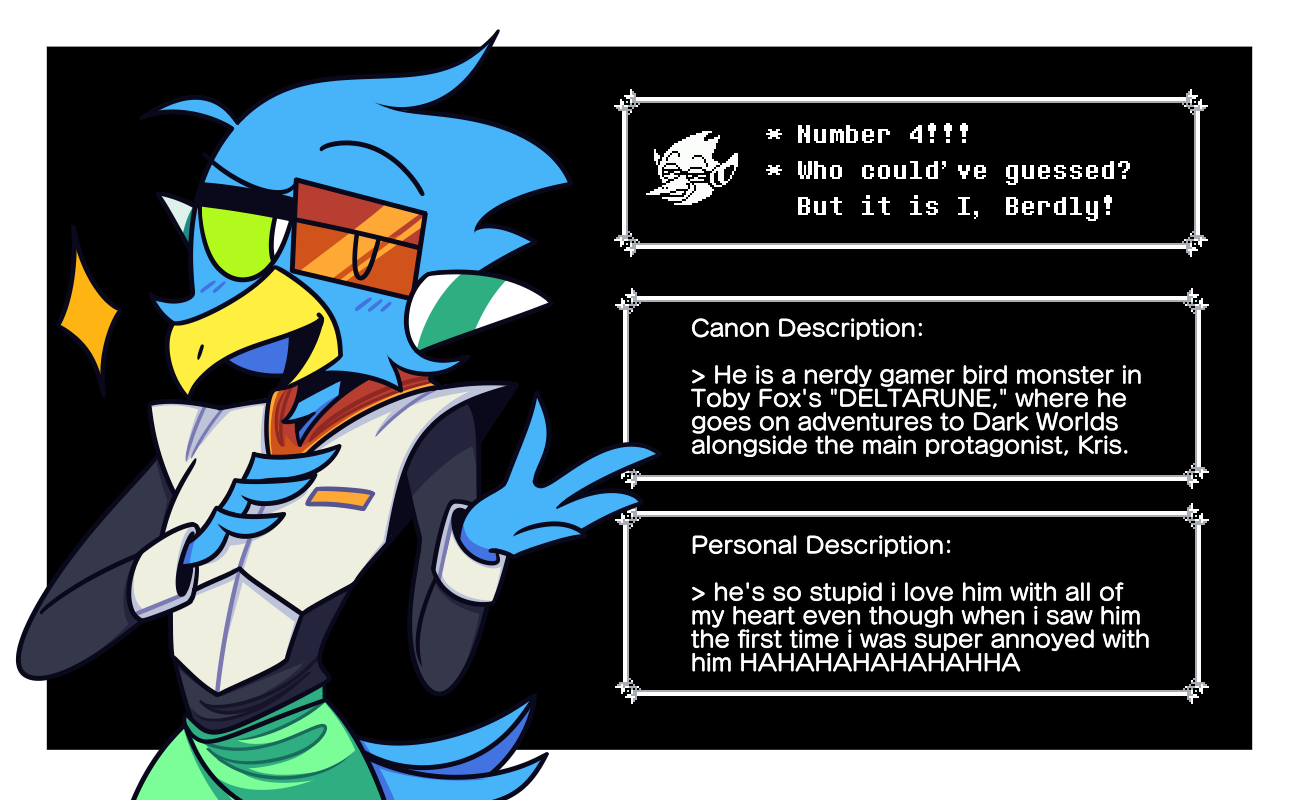 * Number 4!!!
* Who could've guessed?
But it is I, Berdly!
Canon Description:
> He is a nerdy gamer bird monster in
Toby Fox's "DELTARUNE," where he
goes on adventures to Dark Worlds
alongside the main protagonist, Kris.
Personal Description:
> he's so stupid i love him with all of
my heart even though when i saw him
the first time i was super annoyed with
him HAHAHAHAHAHAHHA